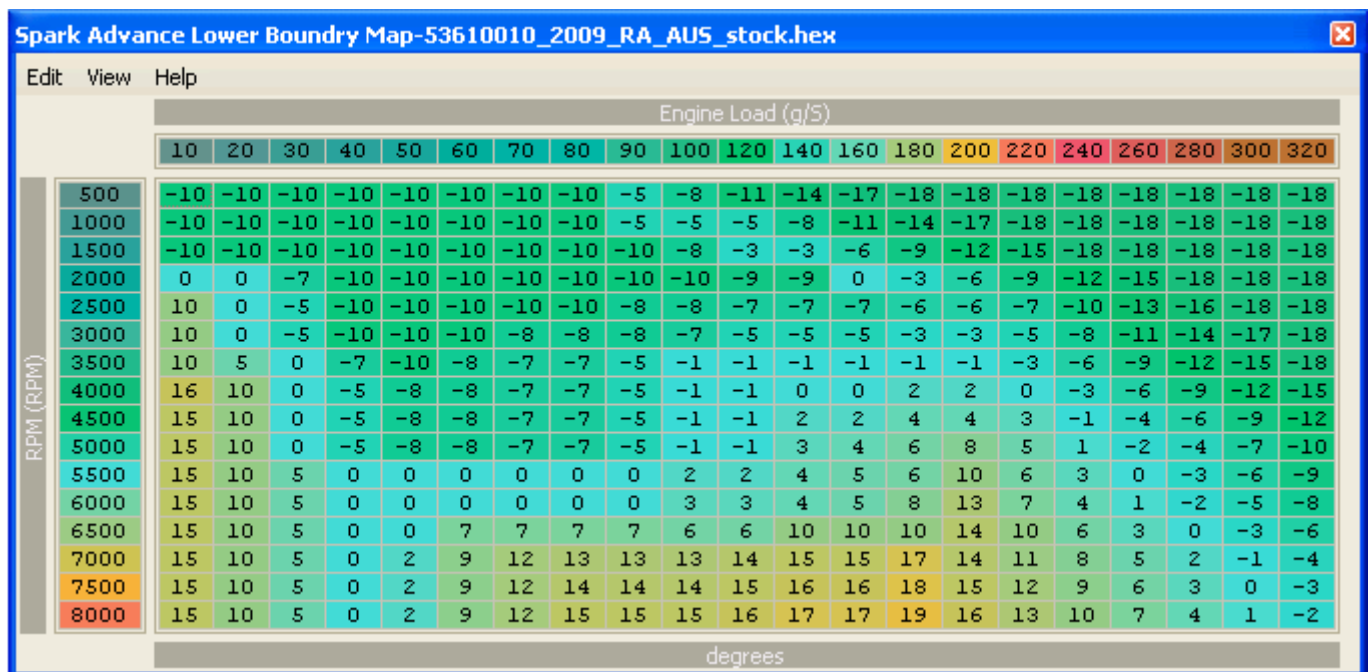 Spark Advance Lower Boundry Map-53610010_2009_RA_AUS_stock.hex
Edit View Help
Engine Load (g/S)
10 20 30 40 50 60 70 80 90 100 120 140 160 180 200 220 240 260 280 300 320
RPM (RPM)
500 -10 -10 -10 -10 -10 -10 -10 -10 -5 -8 -11 -14 -17 -18 -18 -18 -18 -18 -18 -18 -18
1000 -10 -10 -10 -10 -10 -10 -10 -10 -5 -5 -5 -8 -11 -14 -17 -18 -18 -18 -18 -18 -18
1500 -10 -10 -10 -10 -10 -10 -10 -10 -10 -8 -3 -3 -6 -9 -12 -15 -18 -18 -18 -18 -18
2000 0 0 -7 -10 -10 -10 -10 -10 -10 -10 -9 -9 0 -3 -6 -9 -12 -15 -18 -18 -18
2500 10 0 -5 -10 -10 -10 -10 -10 -8 -8 -7 -7 -7 -6 -6 -7 -10 -13 -16 -18 -18
3000 10 0 -5 -10 -10 -10 -8 -8 -8 -7 -5 -5 -5 -3 -3 -5 -8 -11 -14 -17 -18
3500 10 5 0 -7 -10 -8 -7 -7 -5 -1 -1 -1 -1 -1 -1 -3 -6 -9 -12 -15 -18
4000 16 10 0 -5 -8 -8 -7 -7 -5 -1 -1 0 0 2 2 0 -3 -6 -9 -12 -15
4500 15 10 0 -5 -8 -8 -7 -7 -5 -1 -1 2 2 4 4 3 -1 -4 -6 -9 -12
5000 15 10 0 -5 -8 -8 -7 -7 -5 -1 -1 3 4 6 8 5 1 -2 -4 -7 -10
5500 15 10 5 0 0 0 0 0 0 2 2 4 5 6 10 6 3 0 -3 -6 -9
6000 15 10 5 0 0 0 0 0 0 3 3 4 5 8 13 7 4 1 -2 -5 -8
6500 15 10 5 0 0 7 7 7 7 6 6 10 10 10 14 10 6 3 0 -3 -6
7000 15 10 5 0 2 9 12 13 13 13 14 15 15 17 14 11 8 5 2 -1 -4
7500 15 10 5 0 2 9 12 14 14 14 15 16 16 18 15 12 9 6 3 0 -3
8000 15 10 5 0 2 9 12 15 15 15 16 17 17 19 16 13 10 7 4 1 -2
degrees